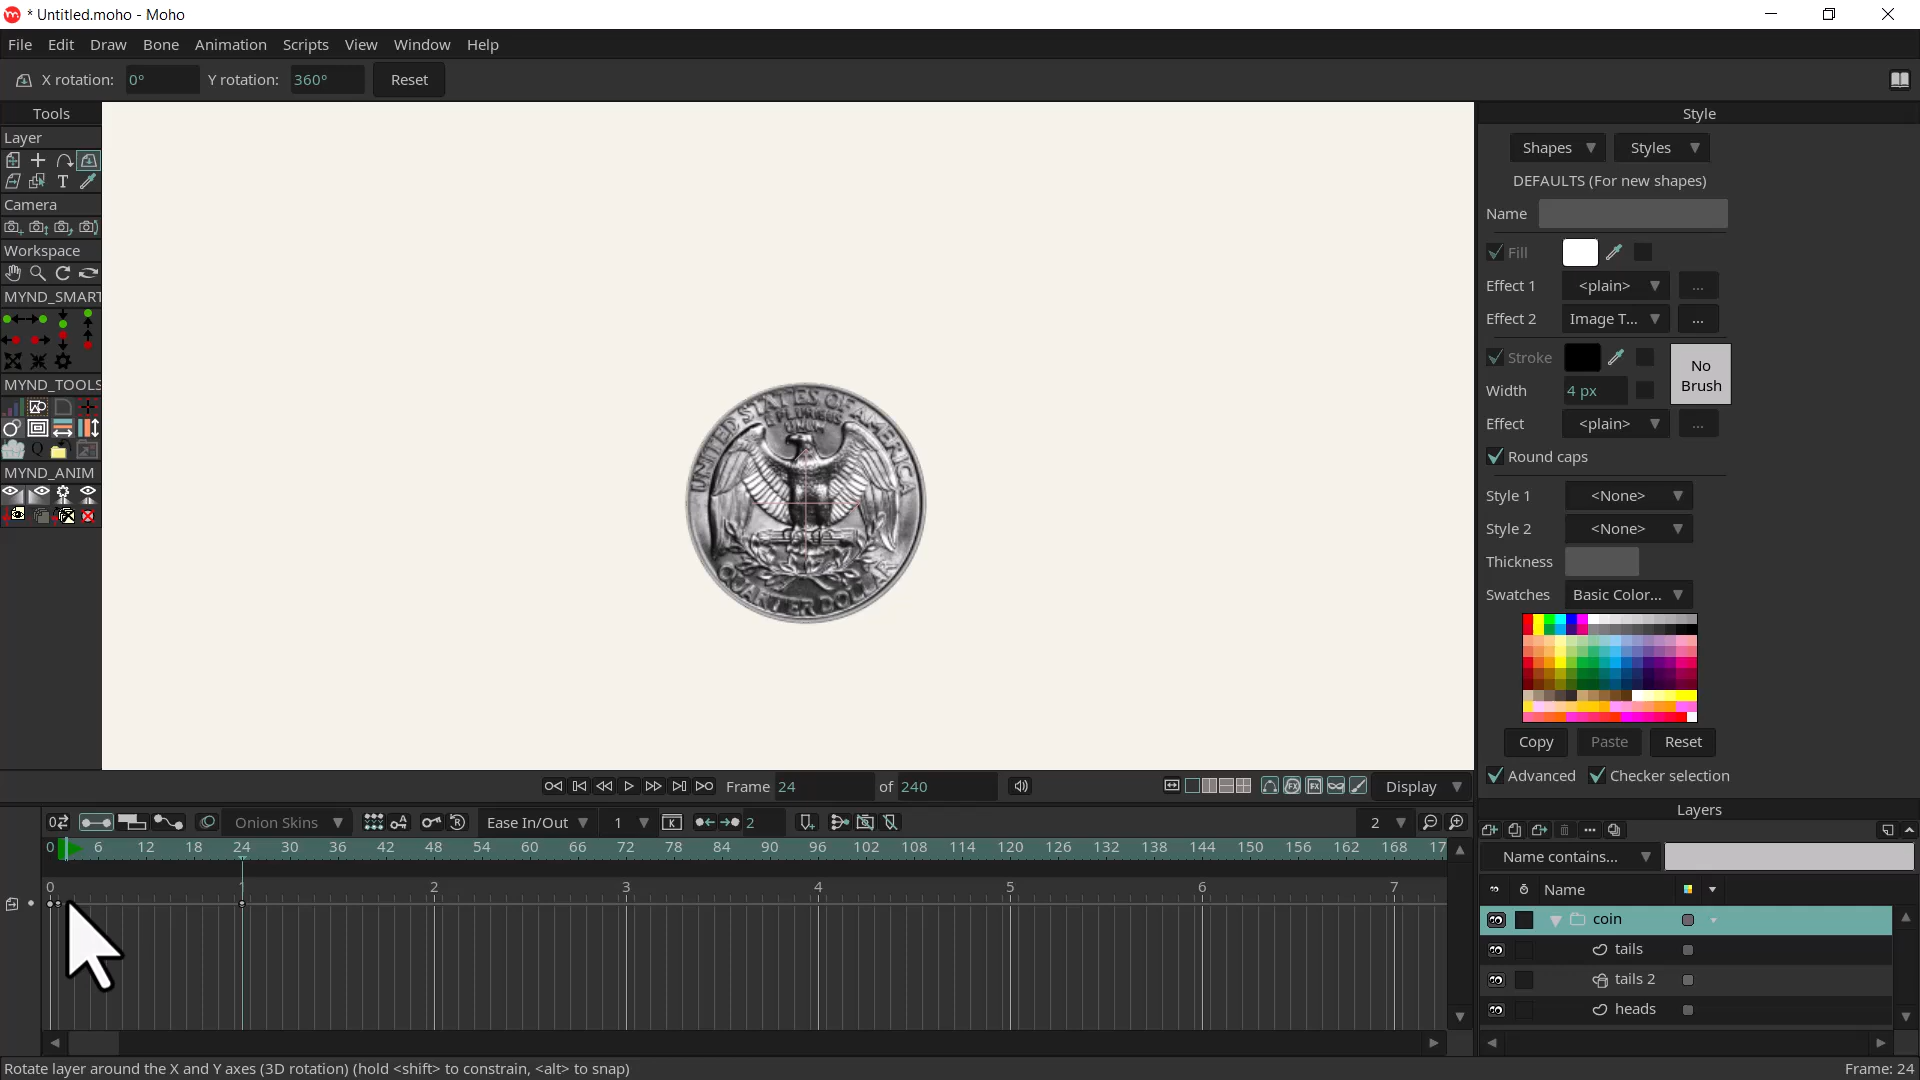 * Untitled.moho - Moho
File Edit Draw Bone Animation Scripts View Window Help
X rotation: 0° Y rotation: 360° Reset
Tools
Layer
Camera
Workspace
MYND_SMART
MYND_TOOLS
MYND_ANIM
UNITED STATES OF AMERICA
E PLURIBUS
UNUM
QUARTER DOLLAR
Style
Shapes Styles
DEFAULTS (For new shapes)
Name
Fill
Effect 1 <plain> ...
Effect 2 Image T... ...
Stroke
No
Brush
Width 4 px
Effect <plain> ...
Round caps
Style 1 <None>
Style 2 <None>
Thickness
Swatches Basic Color...
Copy Paste Reset
Advanced Checker selection
Frame 24 of 240 Display
Onion Skins Ease In/Out 1 2 2
0 6 12 18 24 30 36 42 48 54 60 66 72 78 84 90 96 102 108 114 120 126 132 138 144 150 156 162 168 17
0 1 2 3 4 5 6 7
Layers
Name contains...
Name
coin
tails
tails 2
heads
Rotate layer around the X and Y axes (3D rotation) (hold <shift> to constrain, <alt> to snap) Frame: 24